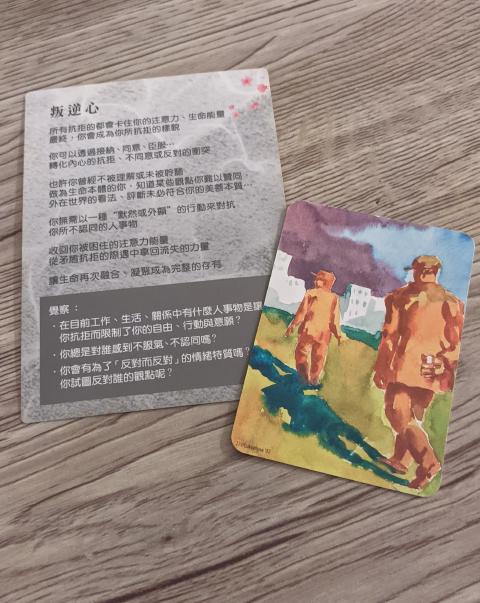 叛逆心
所有抗拒的都會卡住你的注意力、生命能量
最終，你會成為你所抗拒的樣貌
你可以透過接納、同意、臣服…
轉化內心的抗拒、不同意或反對的衝突
也許你曾經不被理解或未被聆聽
做為生命本體的你，知道某些觀點你難以贊同
外在世界的看法、評斷未必符合你的美善本質…
你無需以一種“默然或外顯”的行動來對抗
你所不認同的人事物
收回你被困住的注意力能量
從矛盾抗拒的際遇中拿回流失的力量
讓生命再次融合、凝聚成為完整的存有
覺察：
·在目前工作、生活、關係中有什麼人事物是讓
你抗拒而限制了你的自由、行動與意願？
·你總是對誰感到不服氣、不認同嗎？
·你會有為了「反對而反對」的情緒特質嗎？
你試圖反對誰的觀點呢？